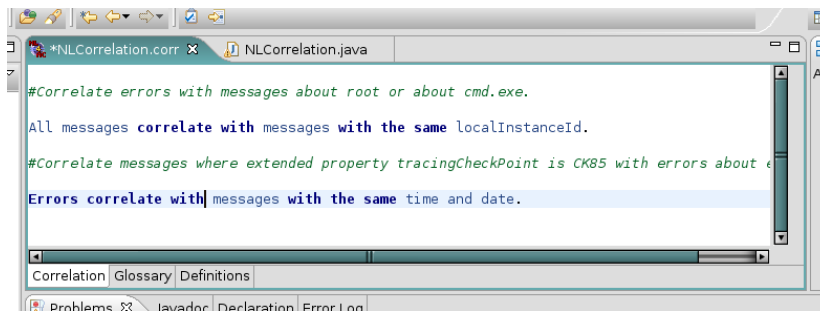 *NLCorrelation.corr NLCorrelation.java
#Correlate errors with messages about root or about cmd.exe.
All messages correlate with messages with the same localInstanceId.
#Correlate messages where extended property tracingCheckPoint is CK85 with errors about
Errors correlate with messages with the same time and date.
Correlation Glossary Definitions
Problems Javadoc Declaration Error Log